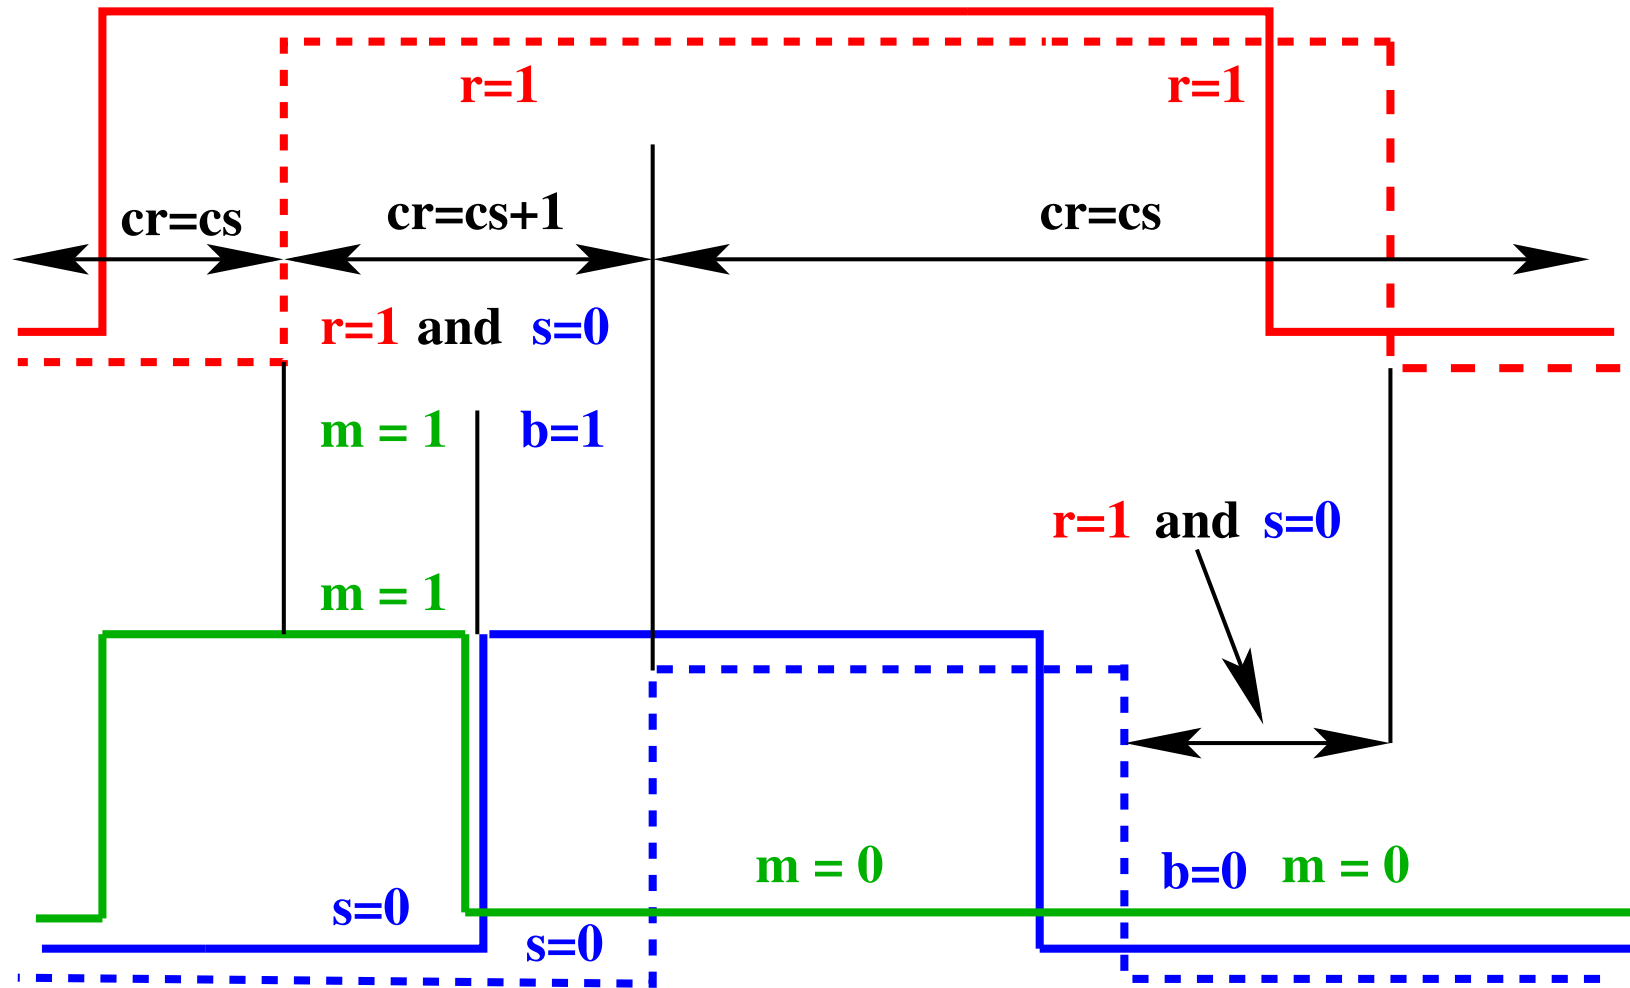 r=1 r=1
cr=cs cr=cs+1 cr=cs
r=1 and s=0
m = 1 b=1
r=1 and s=0
m = 1
m = 0 b=0 m = 0
s=0 s=0